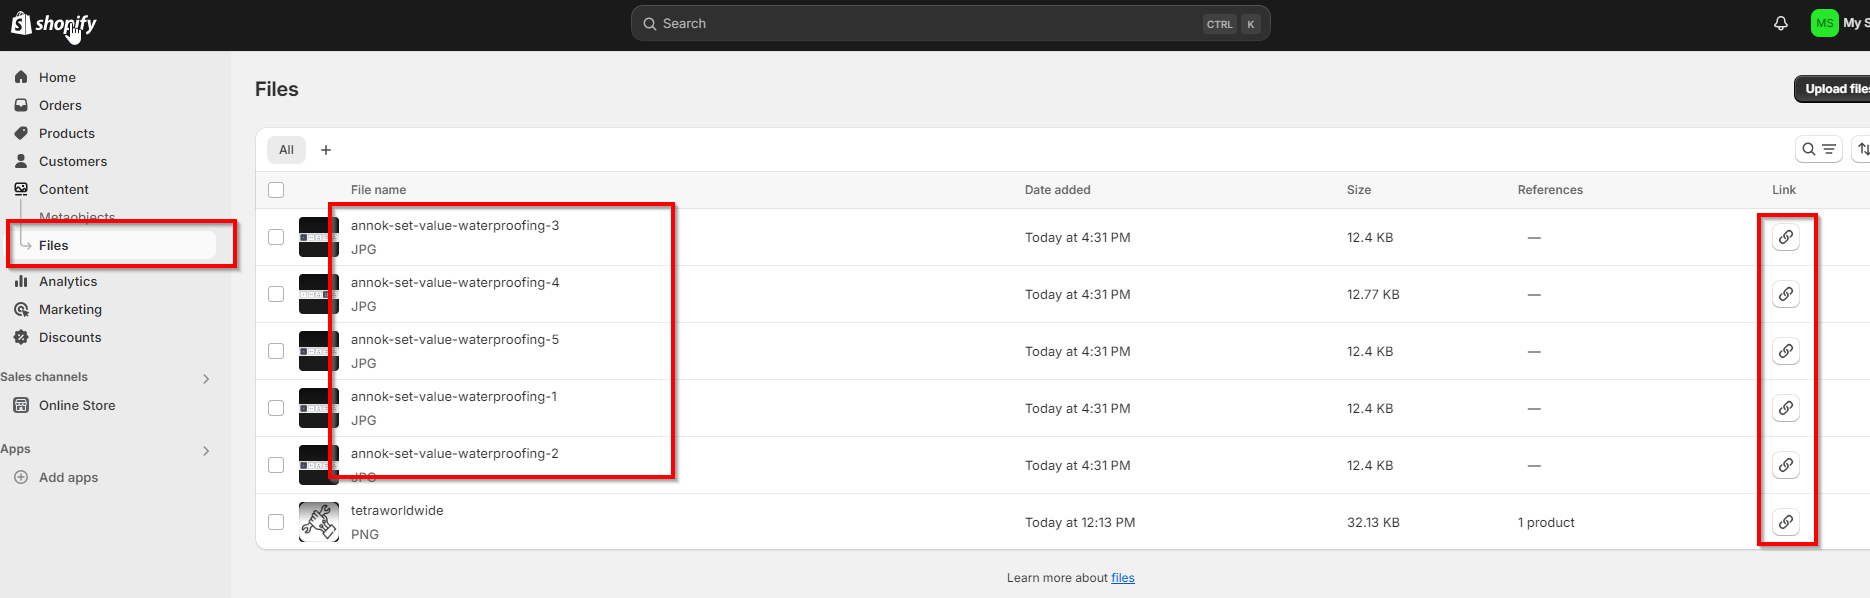 shopify
Search CTRL K
MS My S
Home
Orders
Products
Customers
Content
Metaobjects
Files
Analytics
Marketing
Discounts
Sales channels
Online Store
Apps
Add apps
Files
Upload files
All +
File name Date added Size References Link
annok-set-value-waterproofing-3
JPG
Today at 4:31 PM 12.4 KB —
annok-set-value-waterproofing-4
JPG
Today at 4:31 PM 12.77 KB —
annok-set-value-waterproofing-5
JPG
Today at 4:31 PM 12.4 KB —
annok-set-value-waterproofing-1
JPG
Today at 4:31 PM 12.4 KB —
annok-set-value-waterproofing-2
JPG
Today at 4:31 PM 12.4 KB —
tetraworldwide
PNG
Today at 12:13 PM 32.13 KB 1 product
Learn more about files